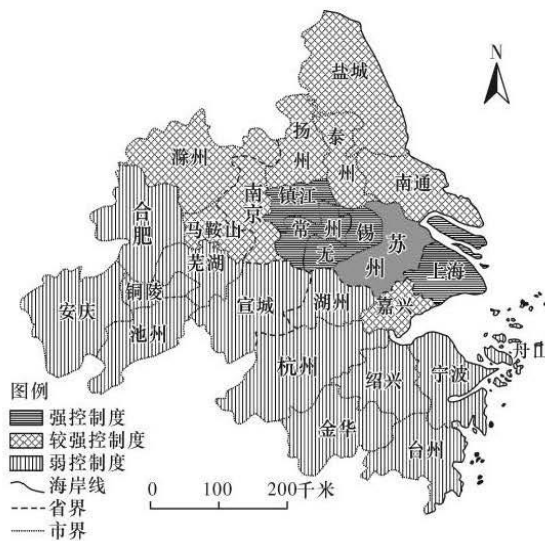 N
盐城
扬州
泰州
滁州
南通
南京
镇江
合肥
马鞍山
常州
无锡
苏州
芜湖
上海
铜陵
宣城
湖州
嘉兴
安庆
池州
杭州
绍兴
宁波
舟山
金华
台州
图例
强控制度
较强控制度
弱控制度
海岸线
省界
市界
0 100 200千米